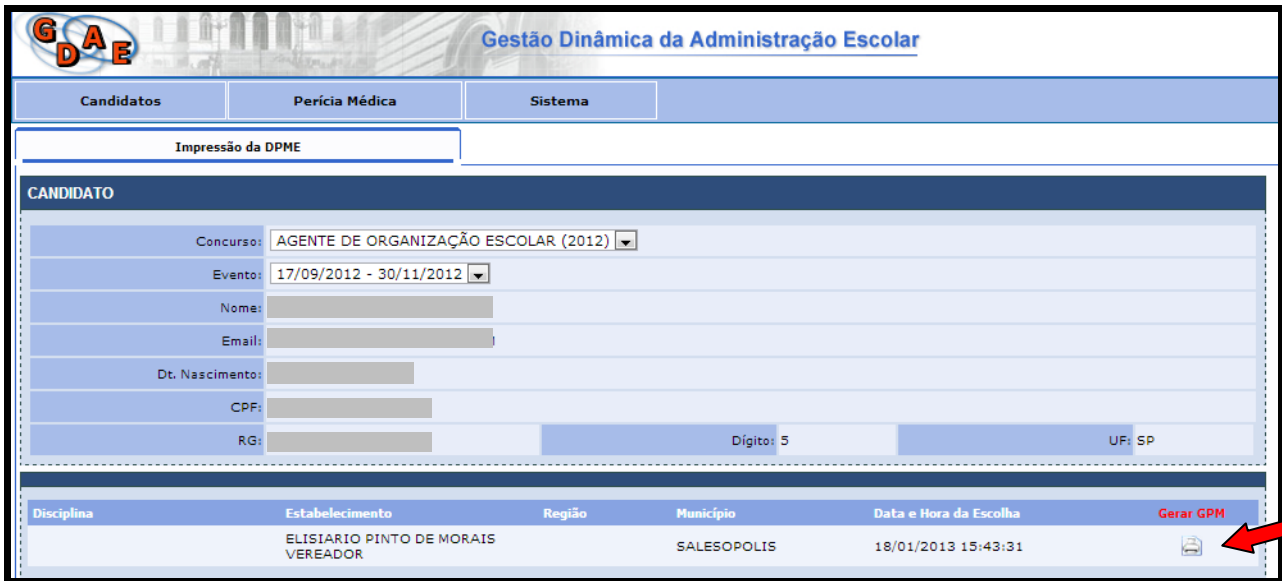 GDAE
Gestão Dinâmica da Administração Escolar
Candidatos Perícia Médica Sistema
Impressão da DPME
CANDIDATO
Concurso: AGENTE DE ORGANIZAÇÃO ESCOLAR (2012)
Evento: 17/09/2012 - 30/11/2012
Nome:
Email:
Dt. Nascimento:
CPF:
RG: Dígito: 5 UF: SP
Disciplina Estabelecimento Região Município Data e Hora da Escolha Gerar GPM
ELISIARIO PINTO DE MORAIS
VEREADOR SALESOPOLIS 18/01/2013 15:43:31